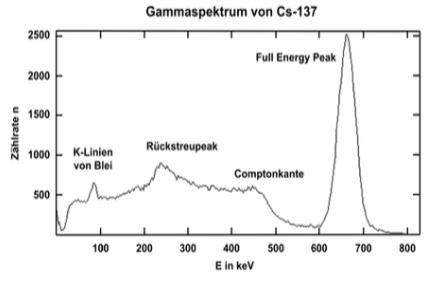 Gammaspektrum von Cs-137
2500
2000
1500
1000
500
Zählrate n
Full Energy Peak
Rückstreupeak
K-Linien
von Blei
Comptonkante
100 200 300 400 500 600 700 800
E in keV